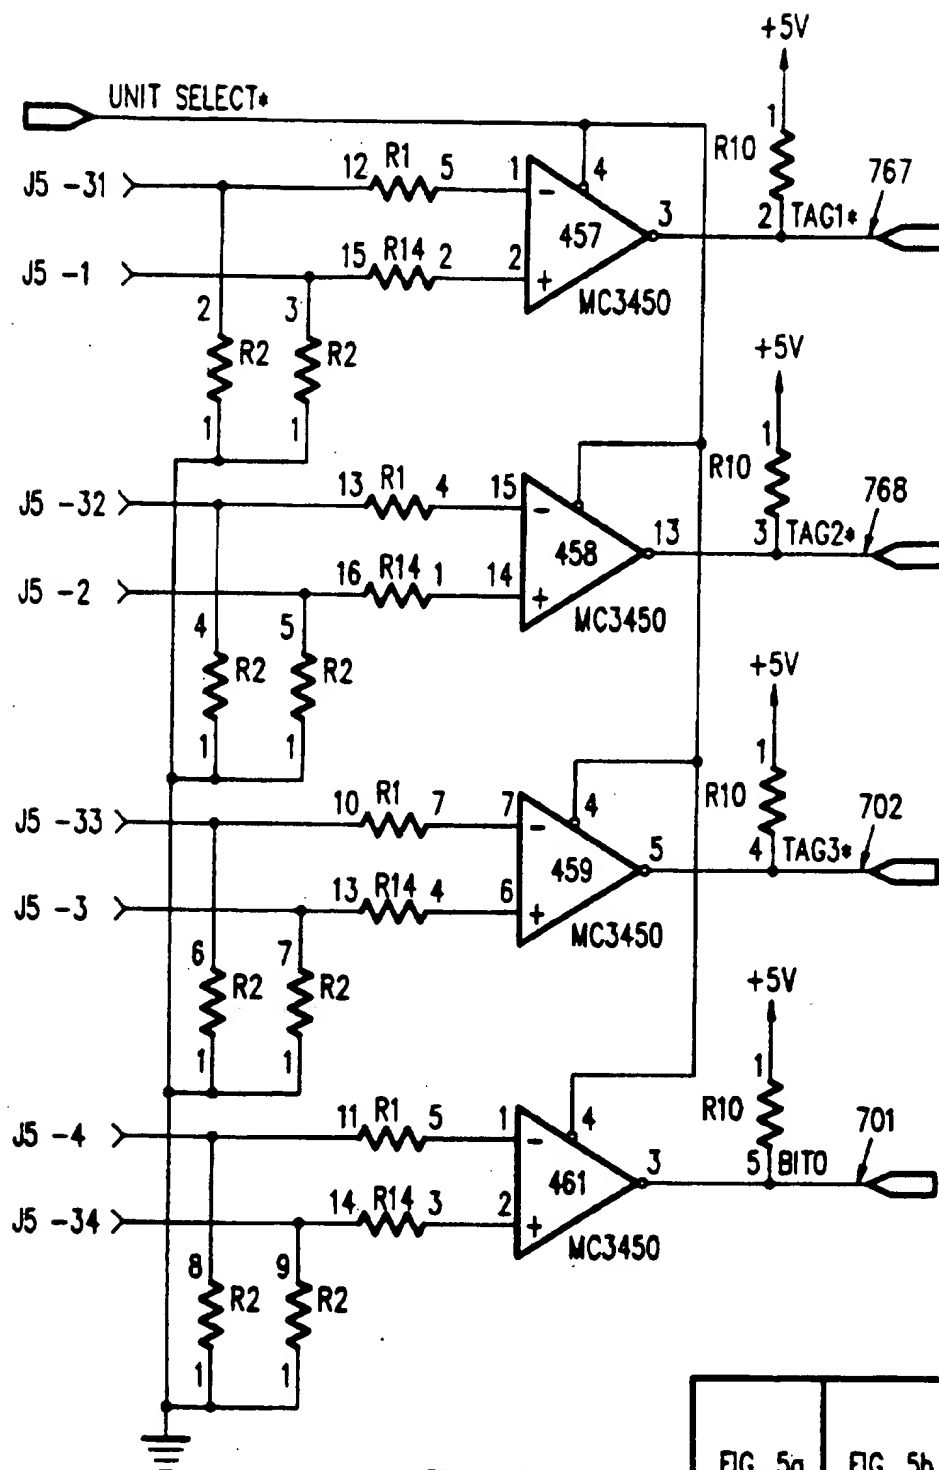 +5V
UNIT SELECT*
1
R10
767
J5 -31
12 R1 5
1
-
4
457
3
2 TAG1*
J5 -1
15 R14 2
2
+
MC3450
2
3
R2
R2
1
1
+5V
1
R10
768
J5 -32
13 R1 4
15
-
458
13
3 TAG2*
J5 -2
16 R14 1
14
+
MC3450
4
5
R2
R2
1
1
+5V
1
R10
702
J5 -33
10 R1 7
7
-
4
459
5
4 TAG3*
J5 -3
13 R14 4
6
+
MC3450
6
7
R2
R2
1
1
+5V
1
R10
701
J5 -4
11 R1 5
1
-
4
461
3
5 BIT0
J5 -34
14 R14 3
2
+
MC3450
8
9
R2
R2
1
1
FIG. 5a
FIG. 5b